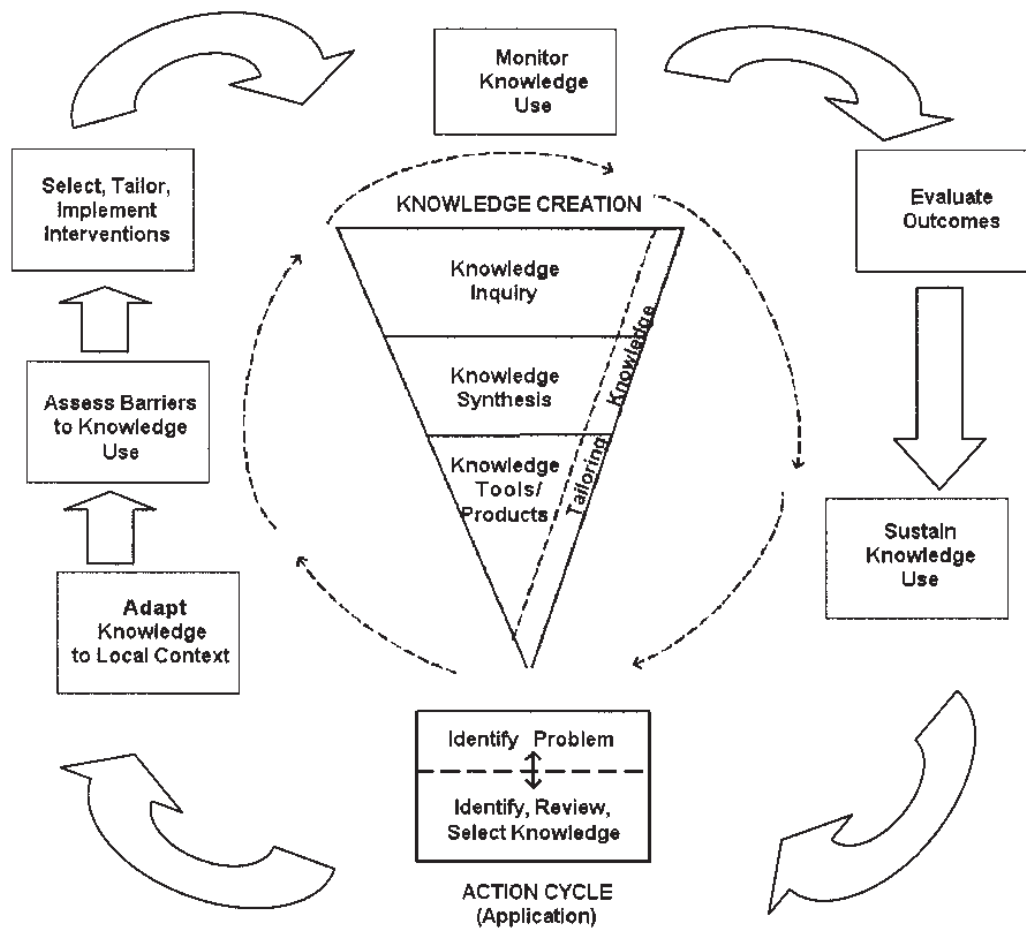 Monitor
Knowledge
Use
Select, Tailor,
Implement
Interventions
Evaluate
Outcomes
KNOWLEDGE CREATION
Knowledge
Inquiry
Knowledge
Synthesis
Knowledge
Tools/
Products
Tailoring Knowledge
Assess Barriers
to Knowledge
Use
Sustain
Knowledge
Use
Adapt
Knowledge
to Local Context
Identify Problem
Identify, Review,
Select Knowledge
ACTION CYCLE
(Application)